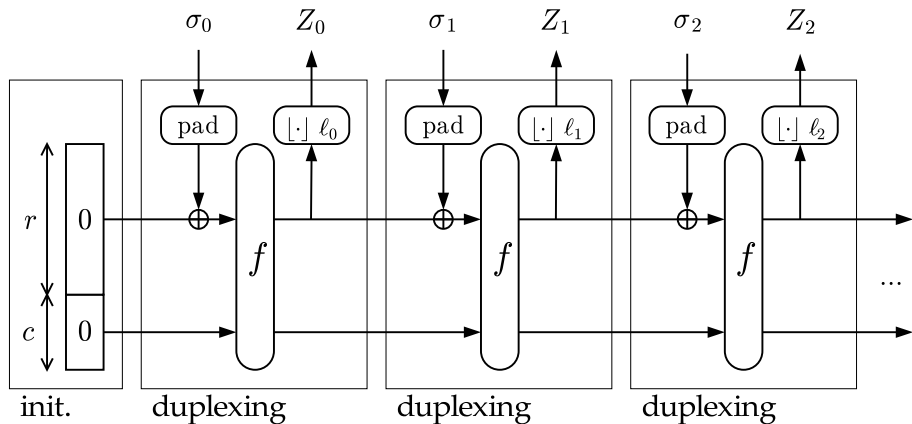 σ₀ Z₀ σ₁ Z₁ σ₂ Z₂
pad ⌊·⌋ ℓ₀ pad ⌊·⌋ ℓ₁ pad ⌊·⌋ ℓ₂
r 0
f f f
...
c 0
init. duplexing duplexing duplexing